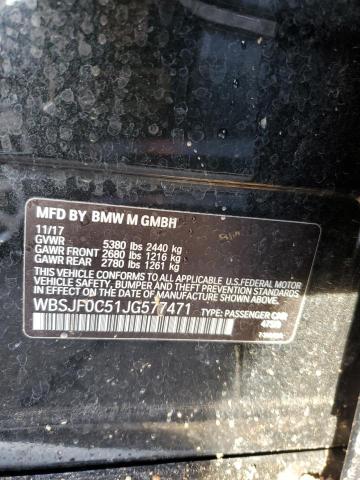 MFD BY BMW M GMBH
11/17
GVWR 5380 lbs 2440 kg
GAWR FRONT 2680 lbs 1216 kg
GAWR REAR 2780 lbs 1261 kg
THIS VEHICLE CONFORMS TO ALL APPLICABLE U.S.FEDERAL MOTOR
VEHICLE SAFETY, BUMPER AND THEFT PREVENTION STANDARDS
IN EFFECT ON THE DATE OF MANUFACTURE SHOWN ABOVE.
WBSJF0C51JG577471
TYPE: PASSENGER CAR